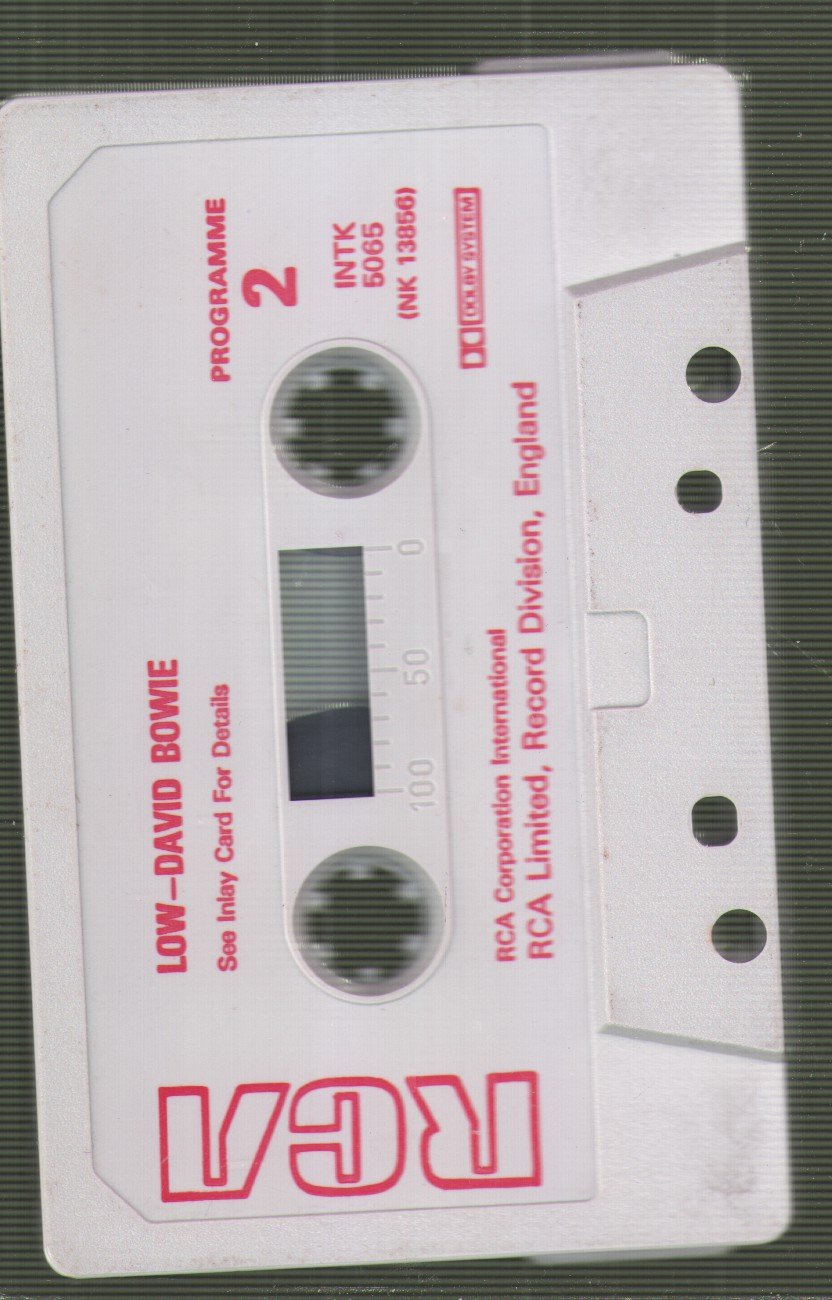 LOW–DAVID BOWIE
See Inlay Card For Details
PROGRAMME
2
INTK
5065
(NK 13856)
0 50 100
DOLBY SYSTEM
RCA Corporation International
RCA Limited, Record Division, England
RCA